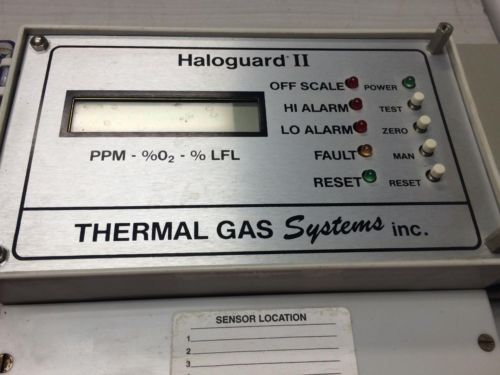 Haloguard® II
OFF SCALE POWER
HI ALARM TEST
LO ALARM ZERO
PPM - %O₂ - % LFL
FAULT MAN
RESET RESET
THERMAL GAS Systems inc.
SENSOR LOCATION
1
2
3
4